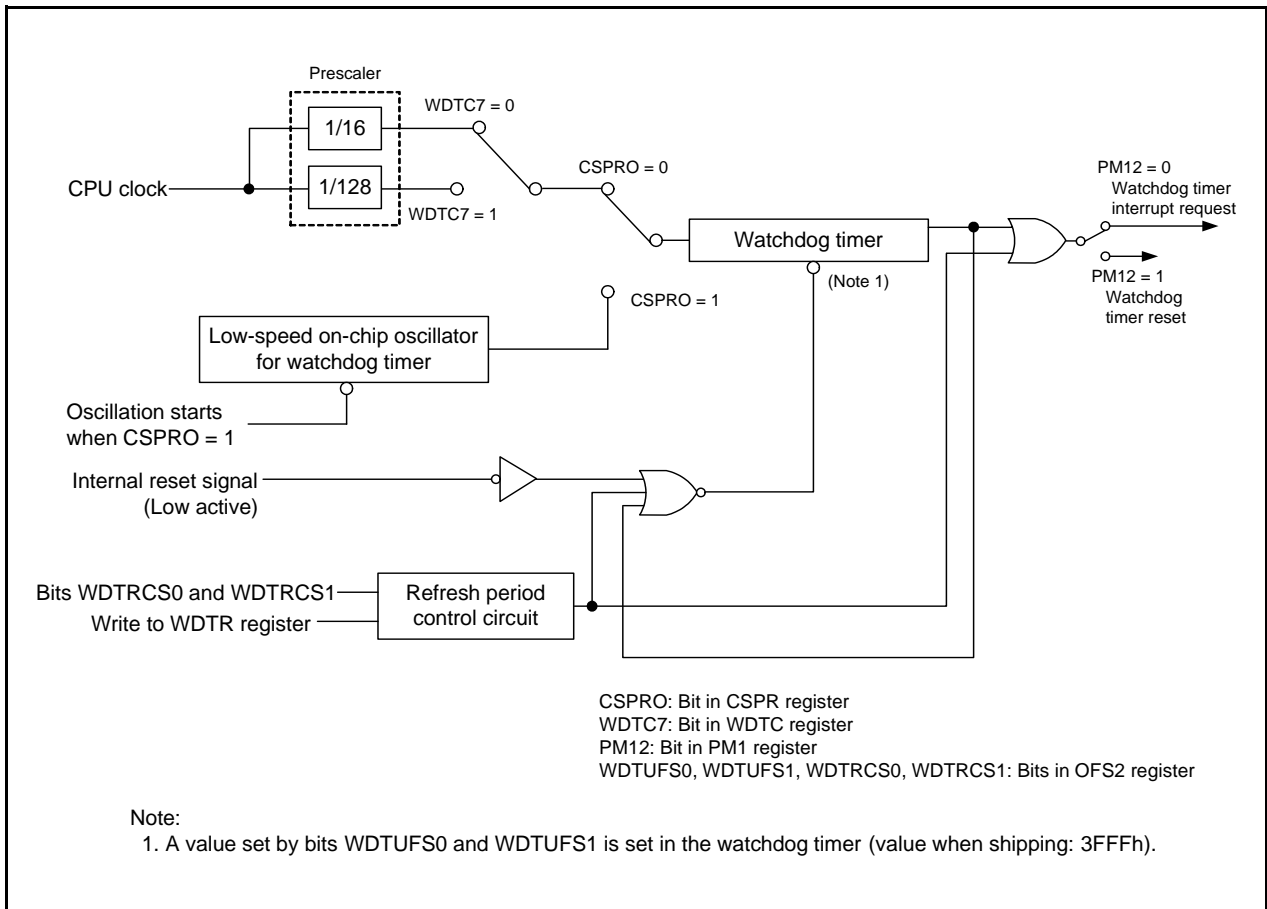 Prescaler
WDTC7 = 0
1/16
CSPRO = 0
PM12 = 0
Watchdog timer
interrupt request
CPU clock
1/128
WDTC7 = 1
Watchdog timer
(Note 1)
PM12 = 1
Watchdog
timer reset
CSPRO = 1
Low-speed on-chip oscillator
for watchdog timer
Oscillation starts
when CSPRO = 1
Internal reset signal
(Low active)
Bits WDTRCS0 and WDTRCS1
Write to WDTR register
Refresh period
control circuit
CSPRO: Bit in CSPR register
WDTC7: Bit in WDTC register
PM12: Bit in PM1 register
WDTUFS0, WDTUFS1, WDTRCS0, WDTRCS1: Bits in OFS2 register
Note:
1. A value set by bits WDTUFS0 and WDTUFS1 is set in the watchdog timer (value when shipping: 3FFFh).